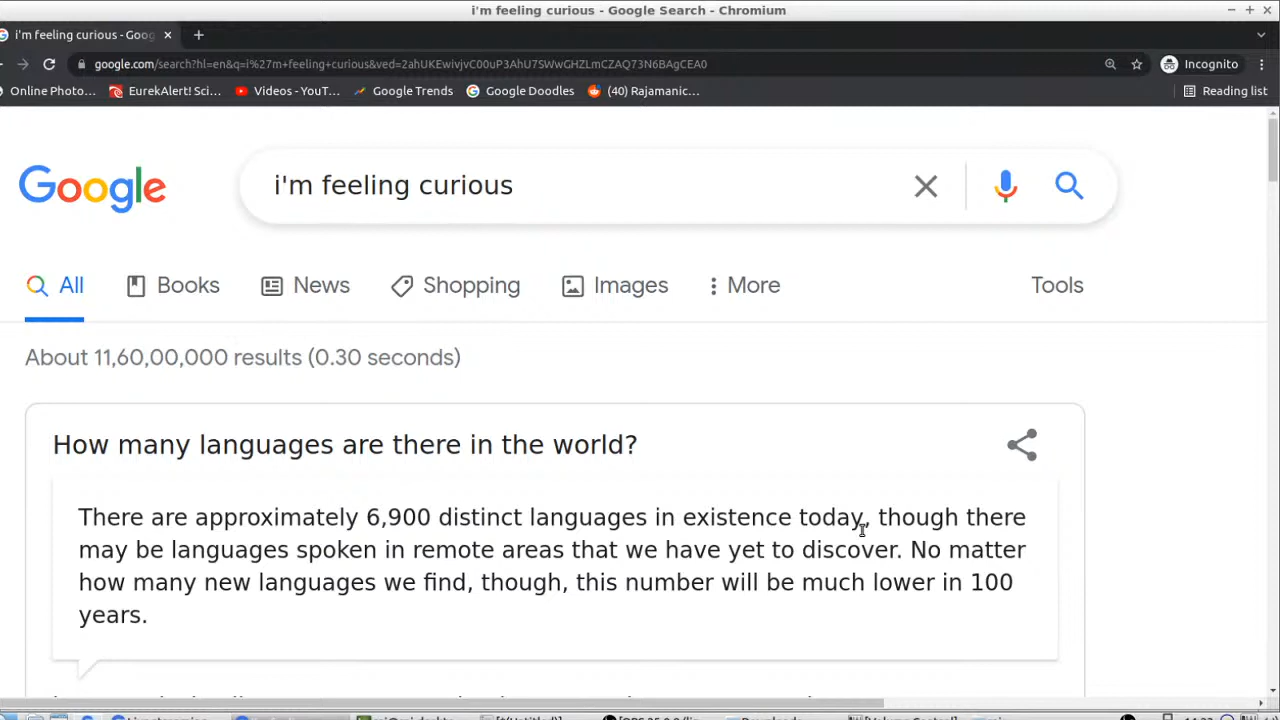 i'm feeling curious - Google Search - Chromium
i'm feeling curious - Goog
google.com/search?hl=en&q=i%27m+feeling+curious&ved=2ahUKEwivjvC00uP3AhU7SWwGHZLmCZAQ73N6BAgCEA0
Incognito
Online Photo... EurekAlert! Sci... Videos - YouT... Google Trends Google Doodles (40) Rajamanic... Reading list
Google
i'm feeling curious
All Books News Shopping Images More Tools
About 11,60,00,000 results (0.30 seconds)
How many languages are there in the world?
There are approximately 6,900 distinct languages in existence today, though there
may be languages spoken in remote areas that we have yet to discover. No matter
how many new languages we find, though, this number will be much lower in 100
years.